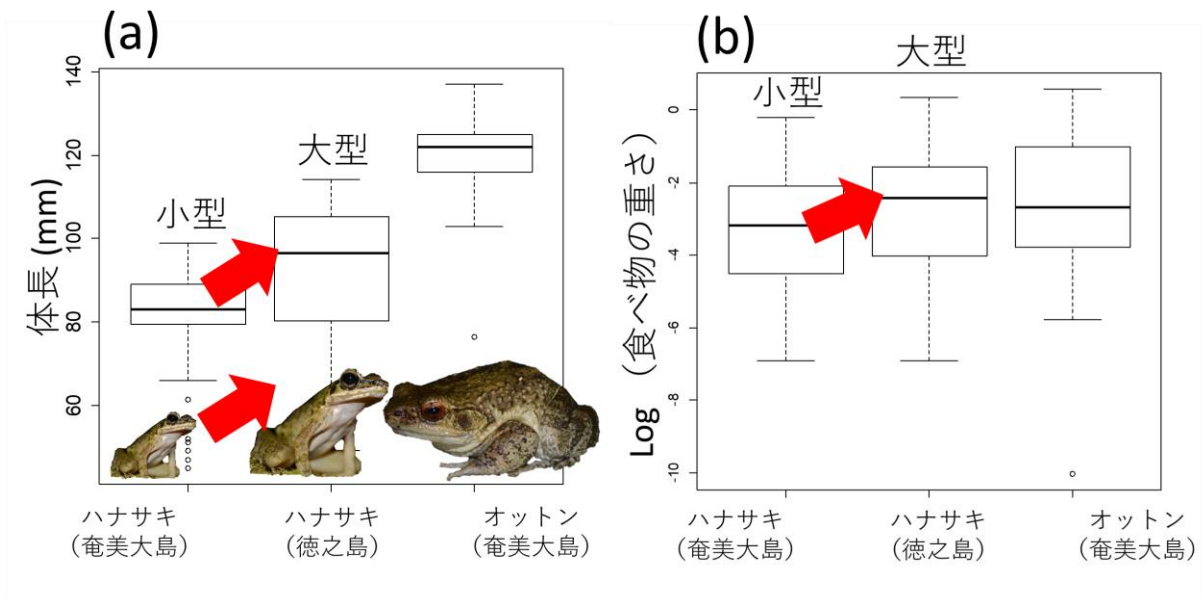 (a)
小型
大型
体長 (mm)
140
120
100
80
60
ハナサキ
(奄美大島)
ハナサキ
(徳之島)
オットン
(奄美大島)
(b)
小型
大型
Log (食べ物の重さ)
0
-2
-4
-6
-8
-10
ハナサキ
(奄美大島)
ハナサキ
(徳之島)
オットン
(奄美大島)